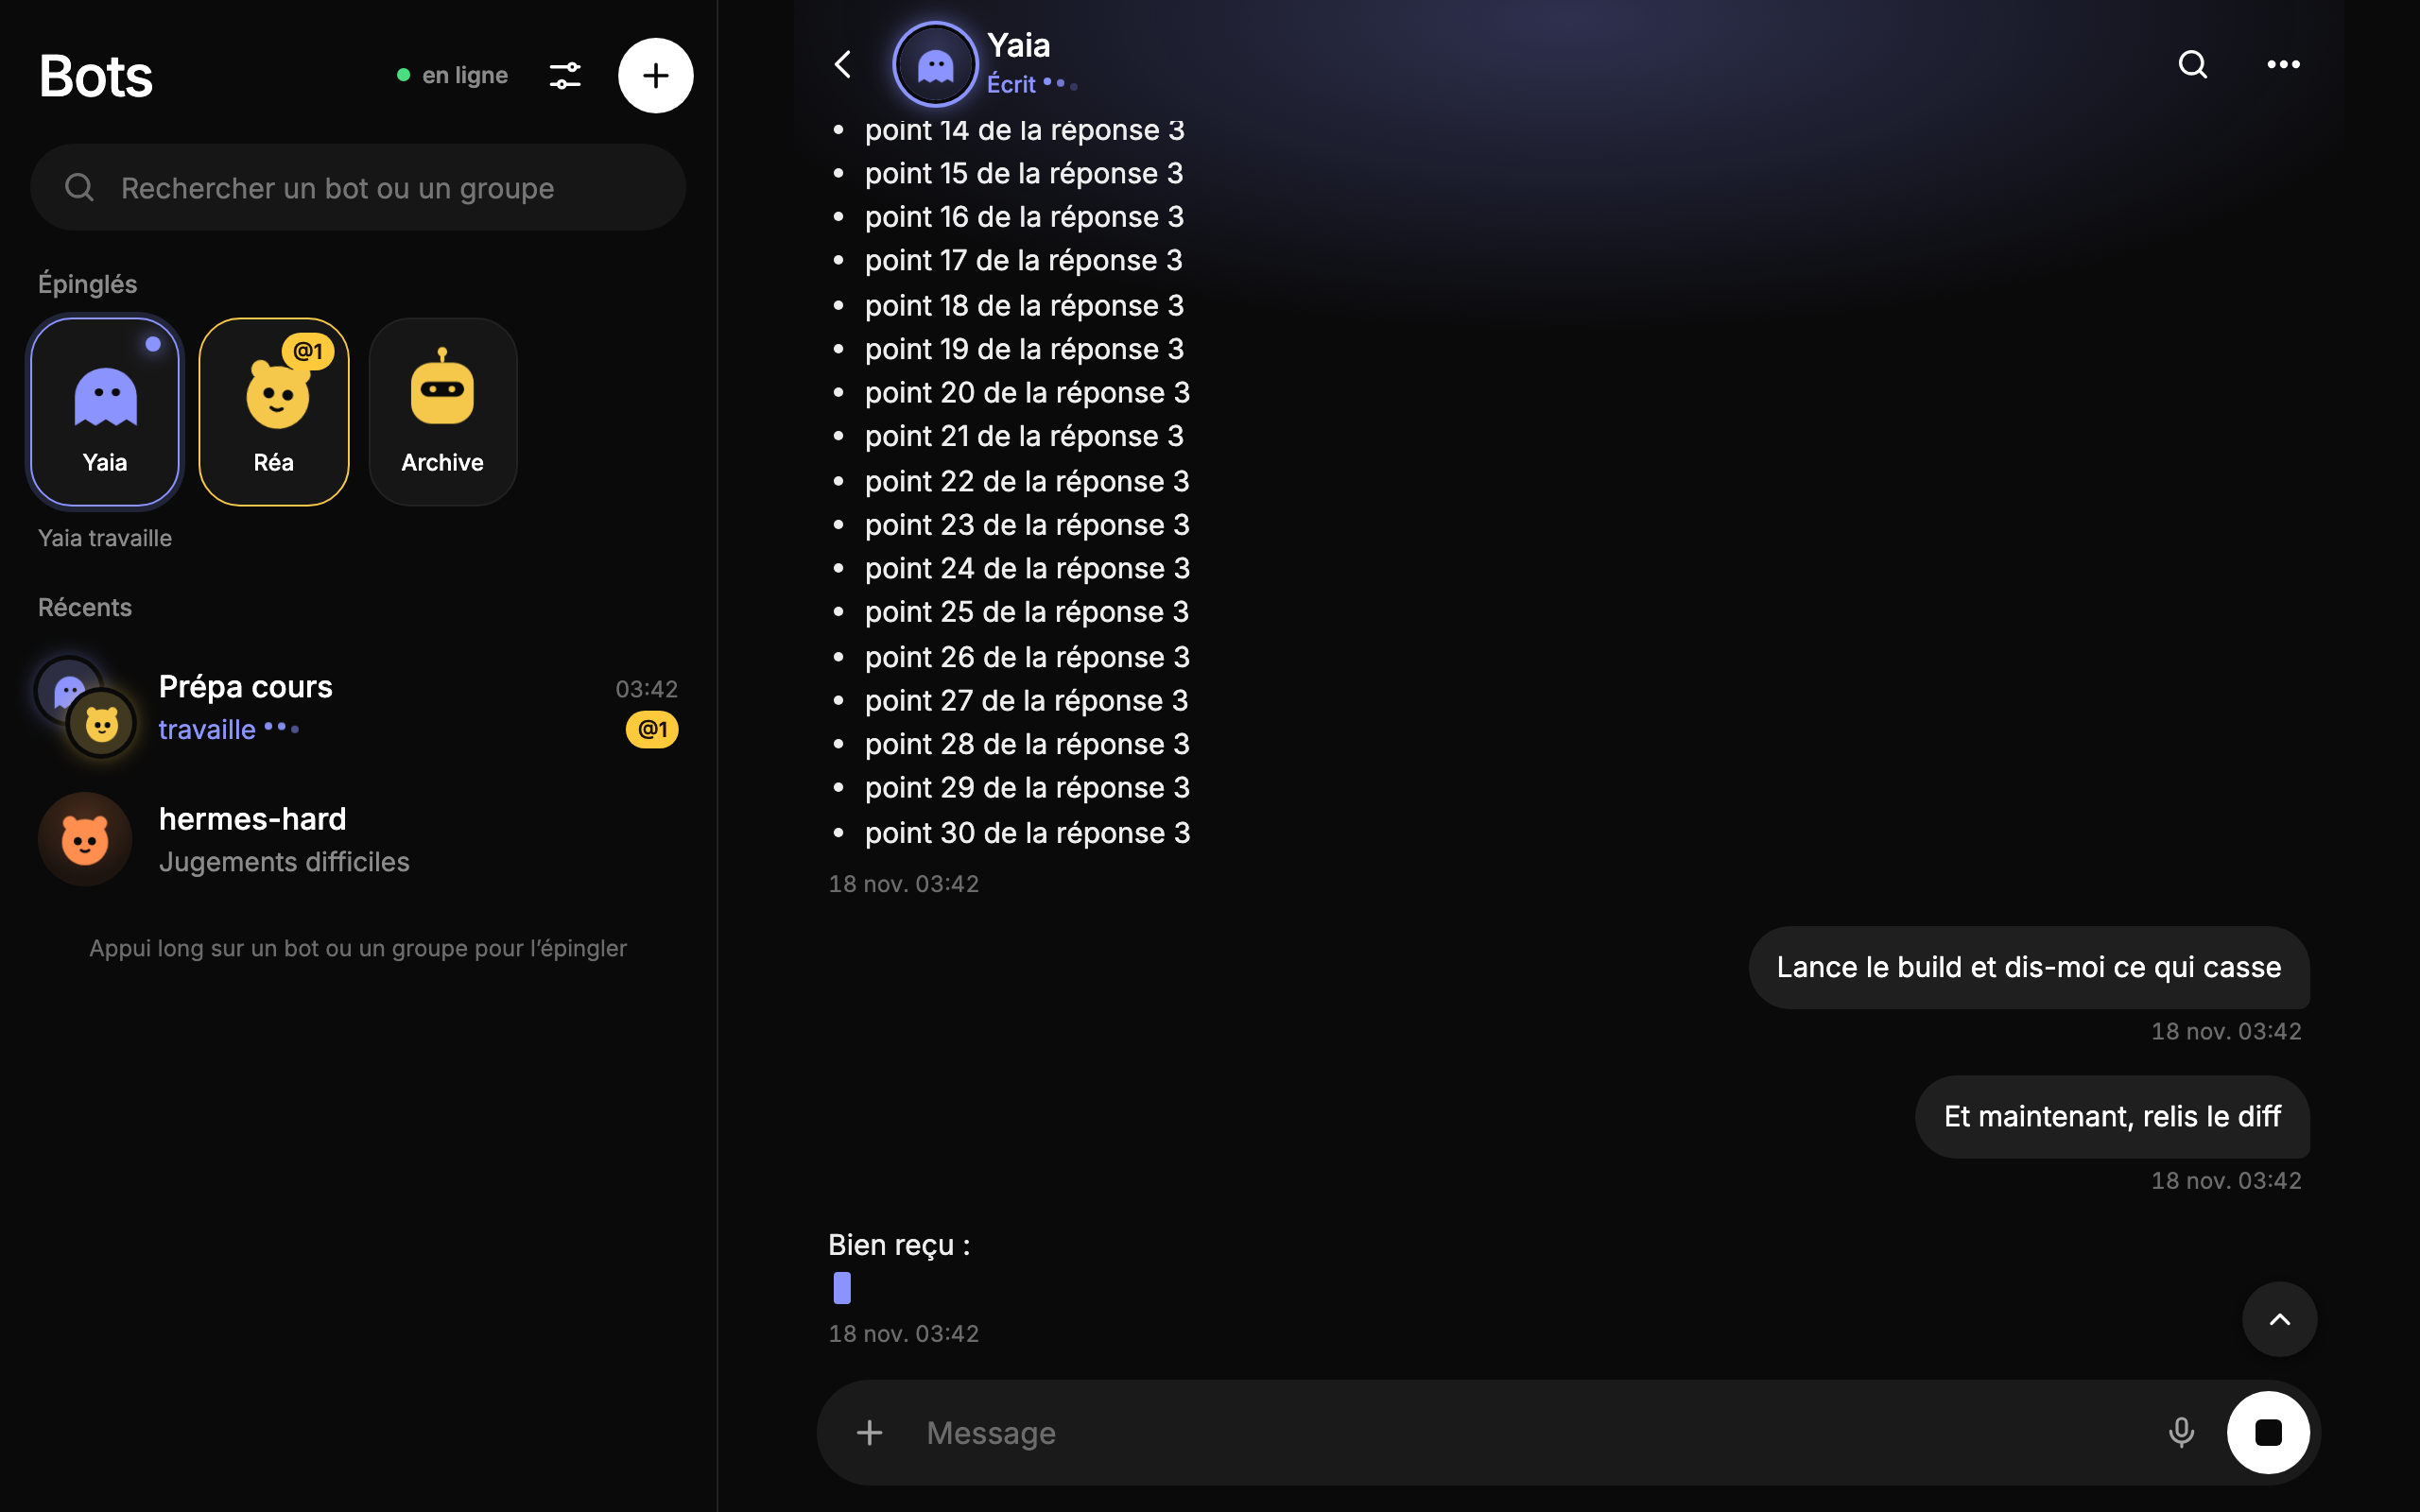 Bots
en ligne
Rechercher un bot ou un groupe
Épinglés
@1
Yaia
Réa
Archive
Yaia travaille
Récents
Prépa cours
03:42
travaille
@1
hermes-hard
Jugements difficiles
Appui long sur un bot ou un groupe pour l’épingler
Yaia
Écrit
• point 14 de la réponse 3
• point 15 de la réponse 3
• point 16 de la réponse 3
• point 17 de la réponse 3
• point 18 de la réponse 3
• point 19 de la réponse 3
• point 20 de la réponse 3
• point 21 de la réponse 3
• point 22 de la réponse 3
• point 23 de la réponse 3
• point 24 de la réponse 3
• point 25 de la réponse 3
• point 26 de la réponse 3
• point 27 de la réponse 3
• point 28 de la réponse 3
• point 29 de la réponse 3
• point 30 de la réponse 3
18 nov. 03:42
Lance le build et dis-moi ce qui casse
18 nov. 03:42
Et maintenant, relis le diff
18 nov. 03:42
Bien reçu :
18 nov. 03:42
Message